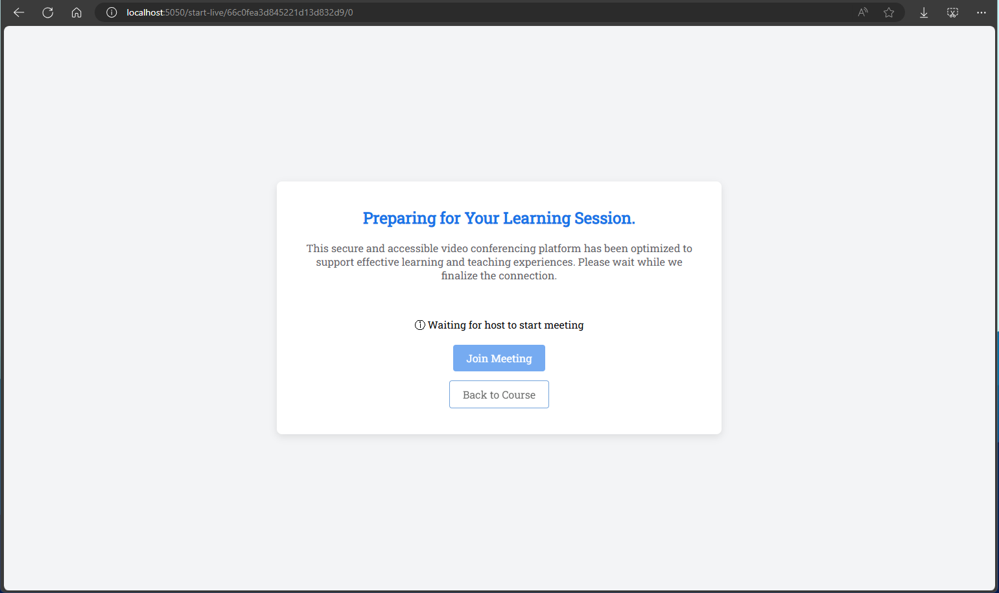 localhost:5050/start-live/66c0fea3d845221d13d832d9/0
Preparing for Your Learning Session.
This secure and accessible video conferencing platform has been optimized to
support effective learning and teaching experiences. Please wait while we
finalize the connection.
Waiting for host to start meeting
Join Meeting
Back to Course